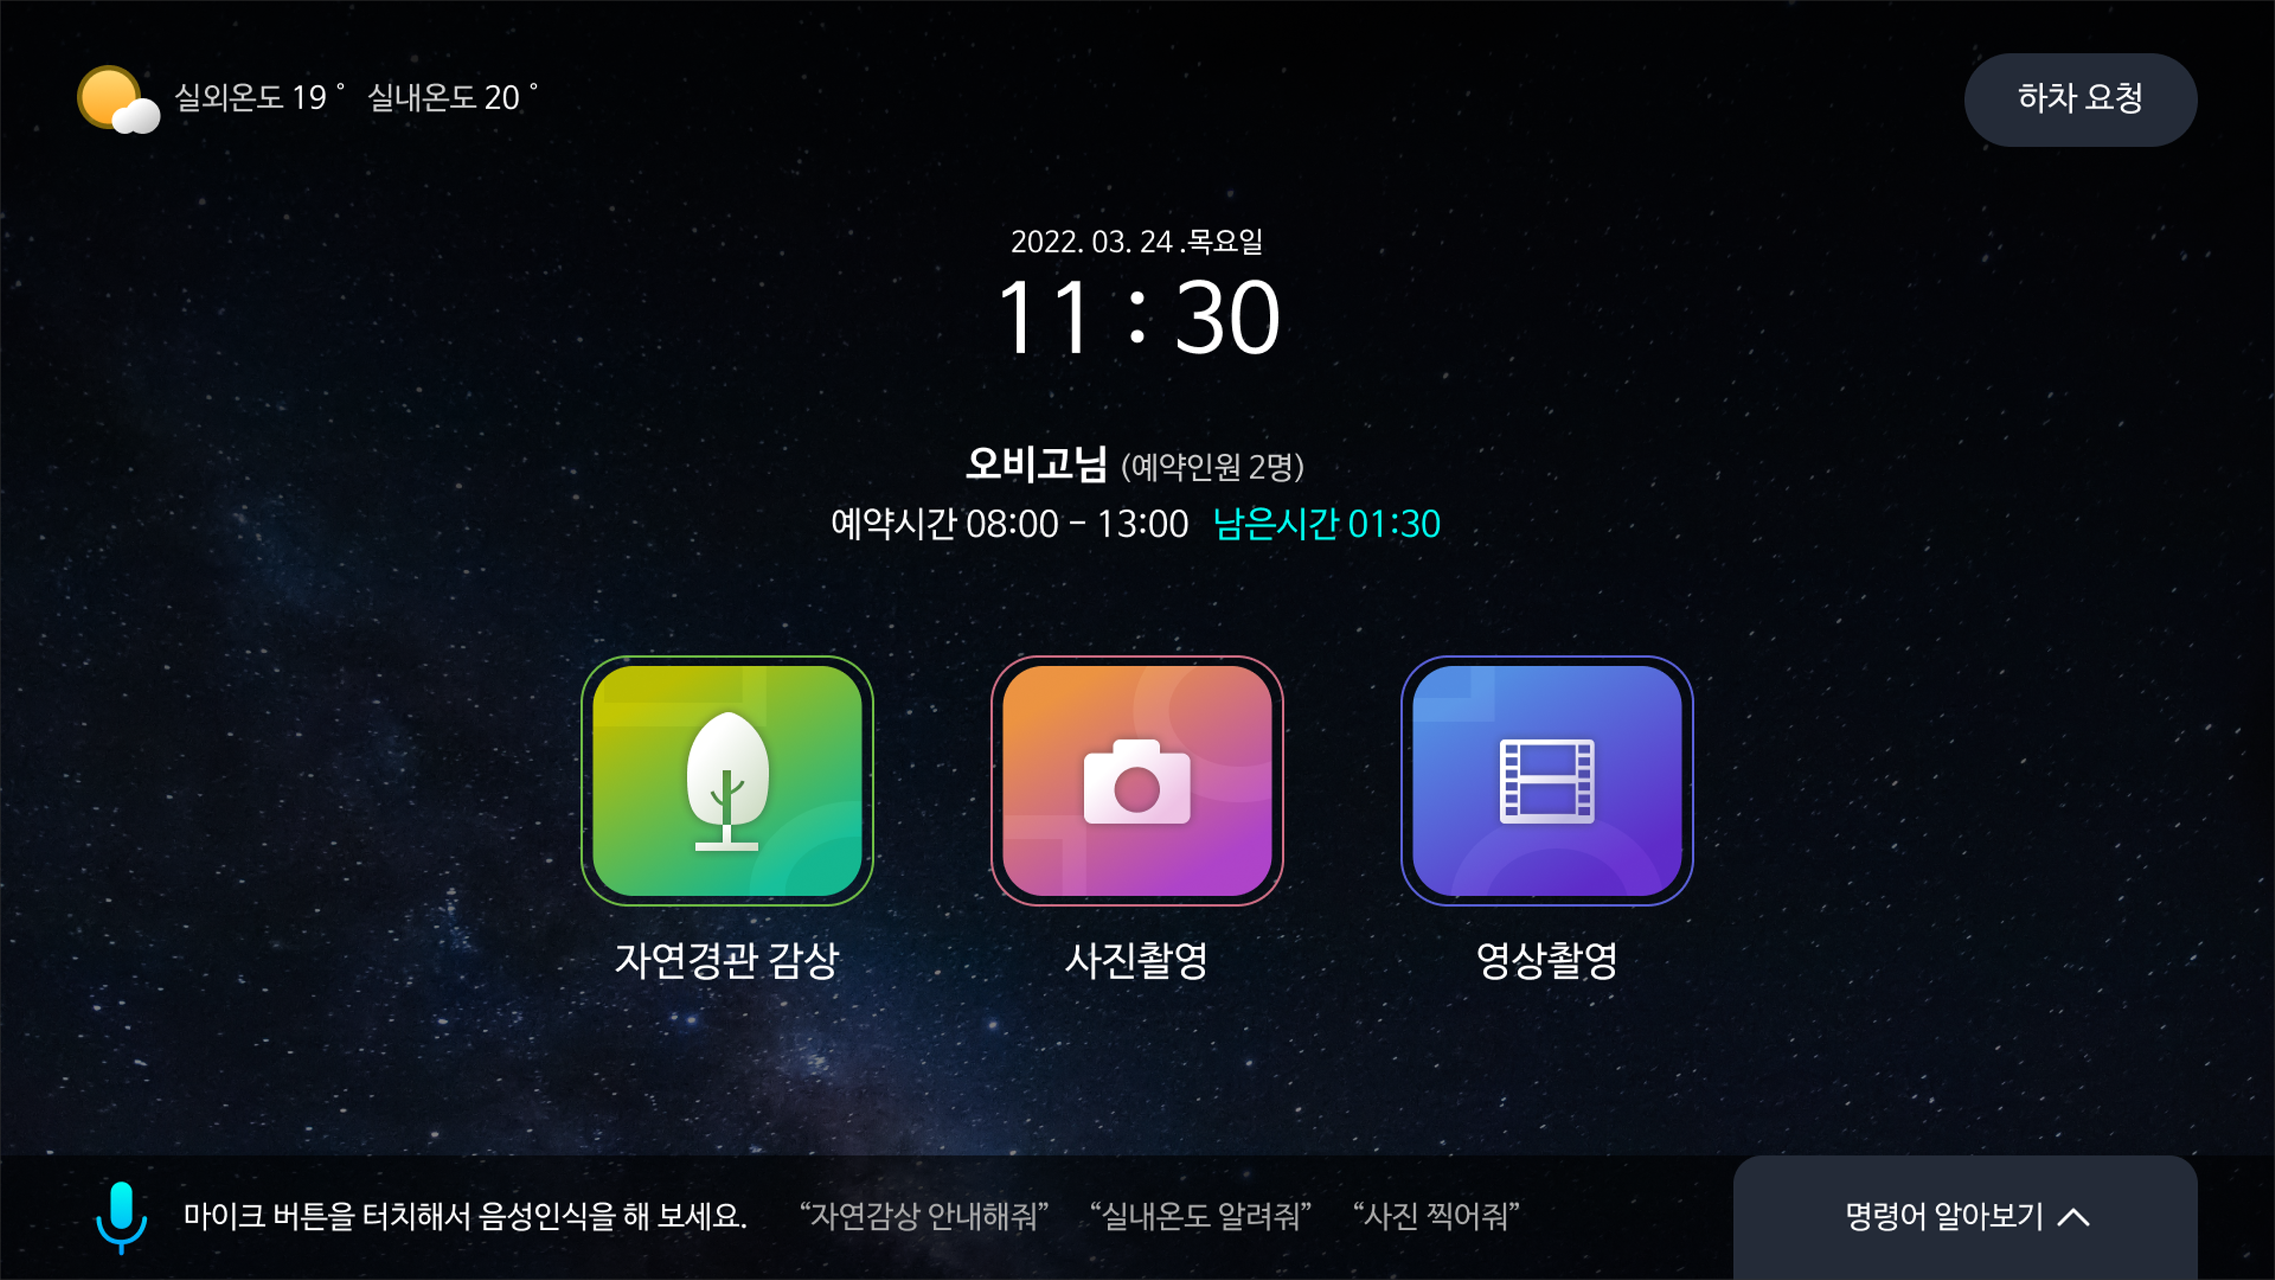 실외온도 19° 실내온도 20°
하차 요청
2022. 03. 24 .목요일
11 : 30
오비고님 (예약인원 2명)
예약시간 08:00 – 13:00 남은시간 01:30
자연경관 감상
사진촬영
영상촬영
마이크 버튼을 터치해서 음성인식을 해 보세요. “자연감상 안내해줘” “실내온도 알려줘” “사진 찍어줘”
명령어 알아보기